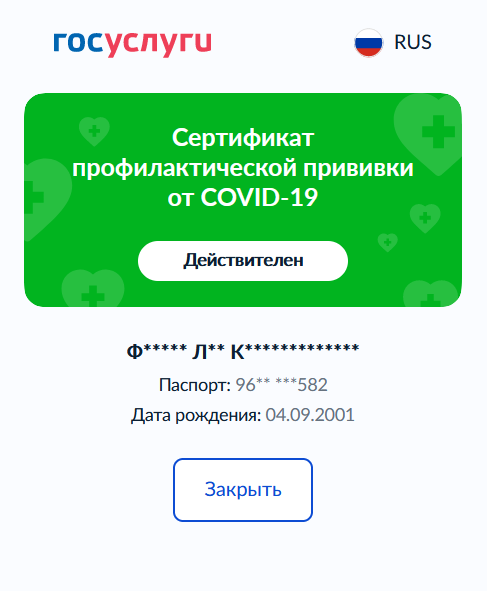 госуслуги
RUS
Сертификат
профилактической прививки
от COVID-19
Действителен
Ф***** Л** К*************
Паспорт: 96** ***582
Дата рождения: 04.09.2001
Закрыть